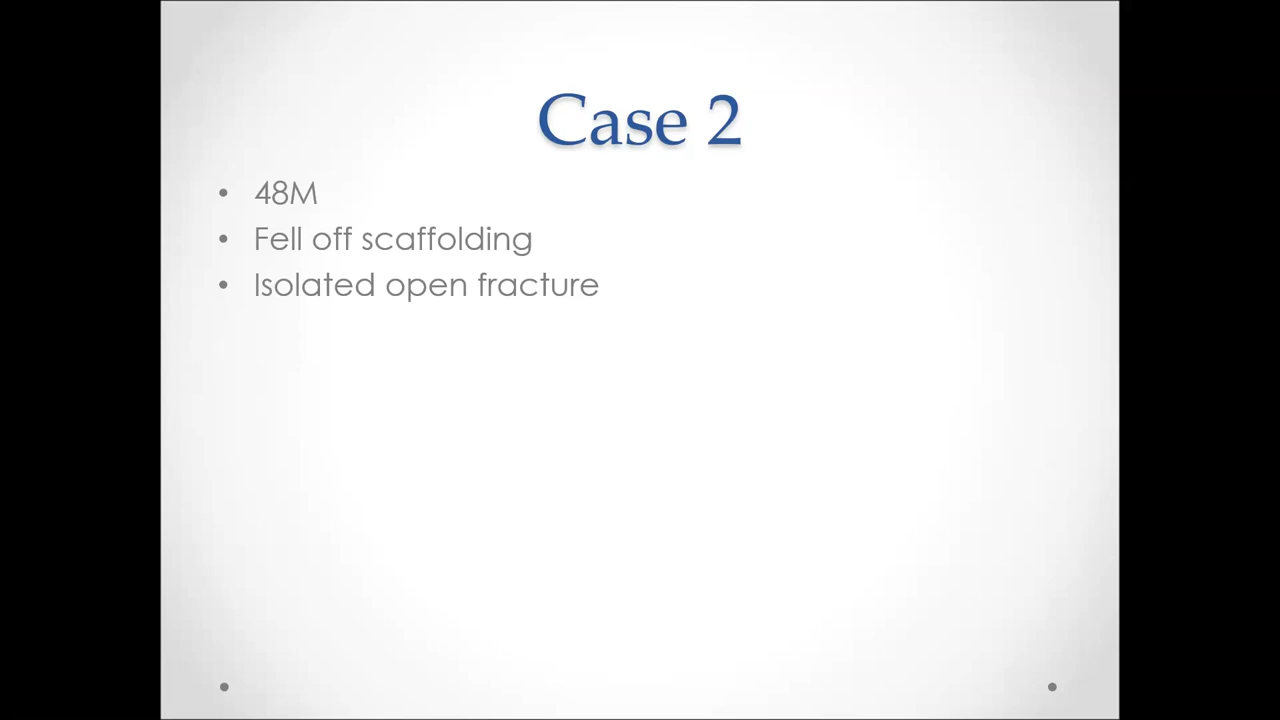 Case 2
• 48M
• Fell off scaffolding
• Isolated open fracture